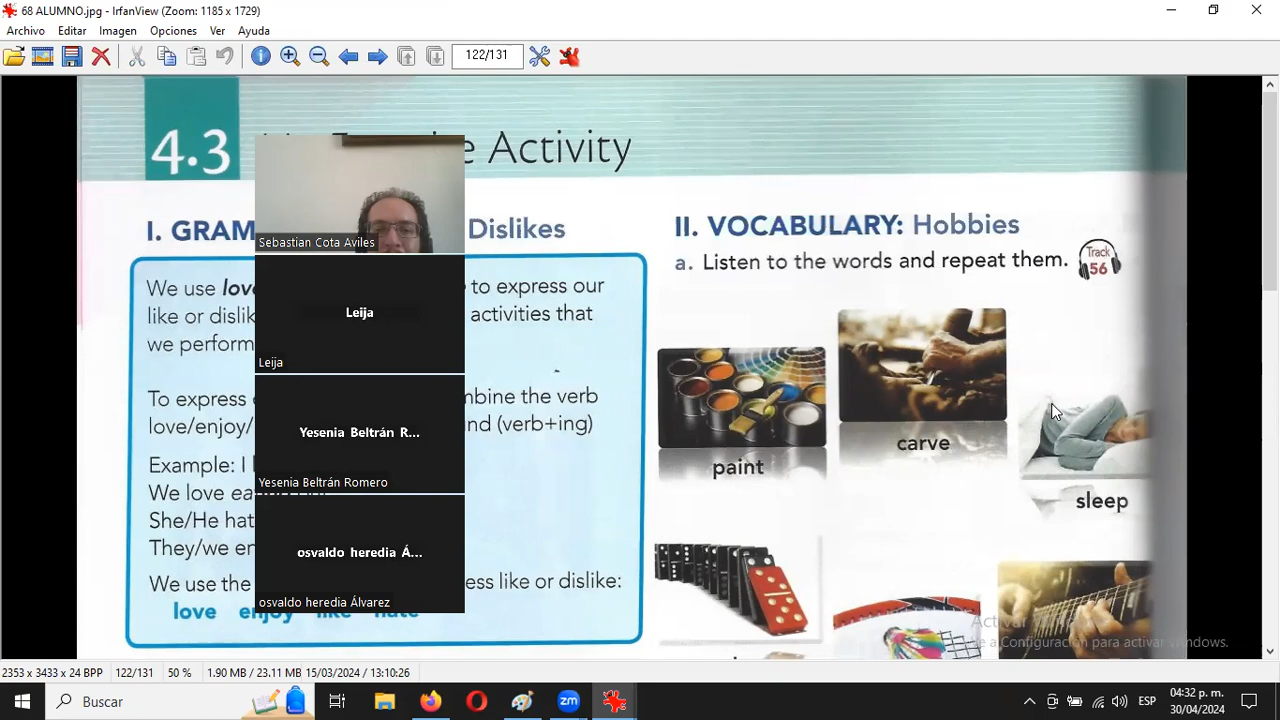 68 ALUMNO.jpg - IrfanView (Zoom: 1185 x 1729)
Archivo Editar Imagen Opciones Ver Ayuda
122/131
4.3
Activity
I. GRAM
Dislikes
We use
to express our
like or
activities that
we perform
To express
the verb
love/enjoy/
(verb+ing)
Example: I
We love
She/He
They/we
We use the
like or dislike:
love enjoy like hate
Sebastian Cota Aviles
Leija
Leija
Yesenia Beltrán R...
Yesenia Beltrán Romero
osvaldo heredia Á...
osvaldo heredia Álvarez
II. VOCABULARY: Hobbies
a. Listen to the words and repeat them.
Track
56
paint
carve
sleep
Activar Windows
Ve a Configuración para activar Windows.
2353 x 3433 x 24 BPP 122/131 50 % 1.90 MB / 23.11 MB 15/03/2024 / 13:10:26
Buscar
zm
ESP
04:32 p. m.
30/04/2024